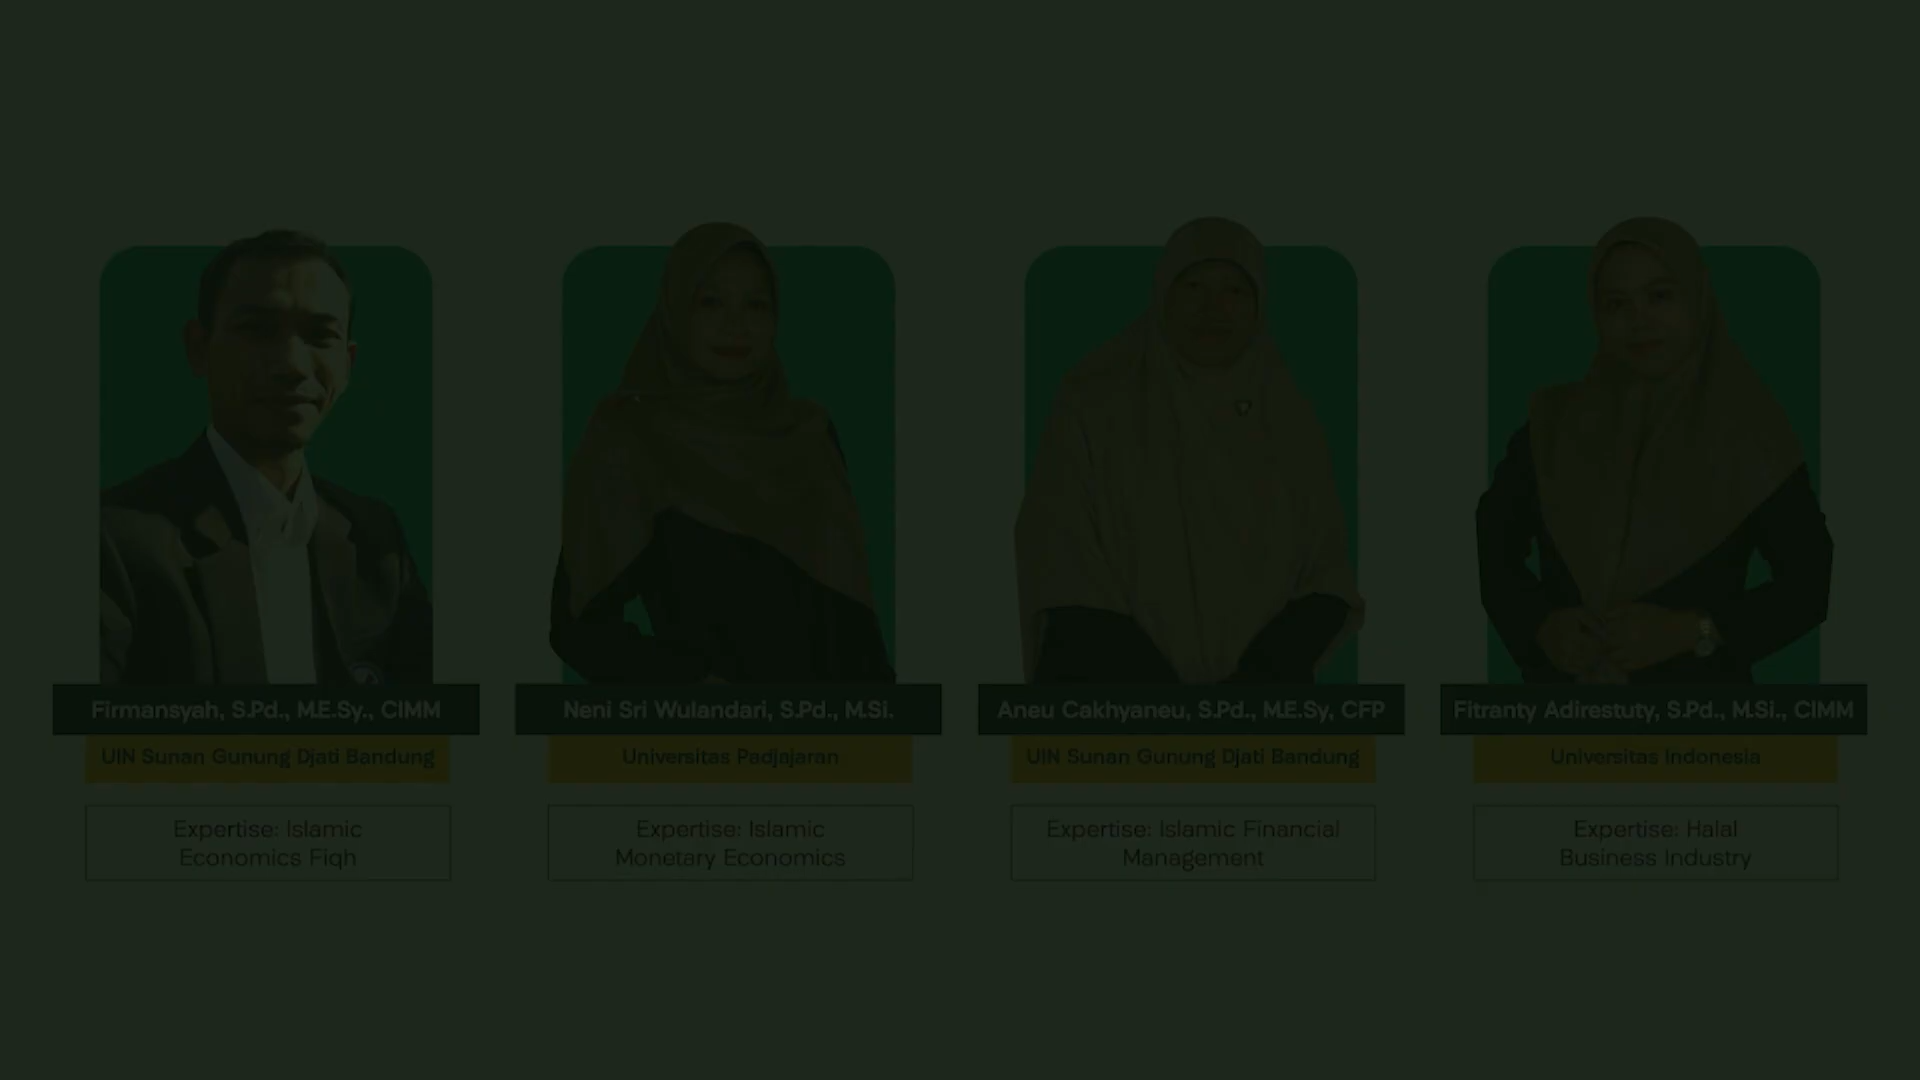 Firmansyah, S.Pd., M.E.Sy., CIMM
UIN Sunan Gunung Djati Bandung
Expertise: Islamic
Economics Fiqh
Neni Sri Wulandari, S.Pd., M.Si.
Universitas Padjajaran
Expertise: Islamic
Monetary Economics
Aneu Cakhyaneu, S.Pd., M.E.Sy, CFP
UIN Sunan Gunung Djati Bandung
Expertise: Islamic Financial
Management
Fitranty Adirestuty, S.Pd., M.Si., CIMM
Universitas Indonesia
Expertise: Halal
Business Industry